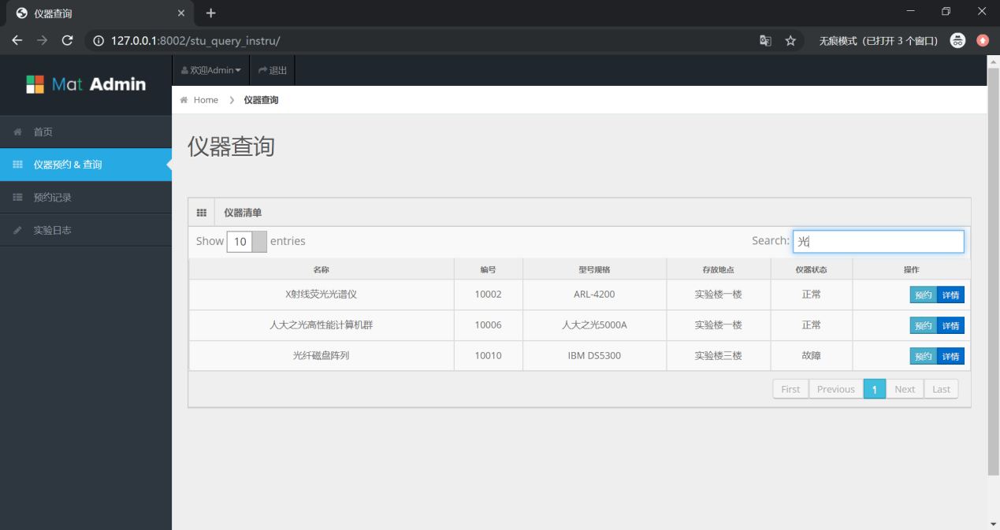 仪器查询
127.0.0.1:8002/stu_query_instru/
无痕模式（已打开 3 个窗口）
Mat Admin
欢迎Admin
退出
Home
仪器查询
首页
仪器预约 & 查询
预约记录
实验日志
仪器查询
仪器清单
Show 10 entries
Search: 光
名称 编号 型号规格 存放地点 仪器状态 操作
X射线荧光光谱仪 10002 ARL-4200 实验楼一楼 正常 预约 详情
人大之光高性能计算机群 10006 人大之光5000A 实验楼一楼 正常 预约 详情
光纤磁盘阵列 10010 IBM DS5300 实验楼三楼 故障 预约 详情
First Previous 1 Next Last